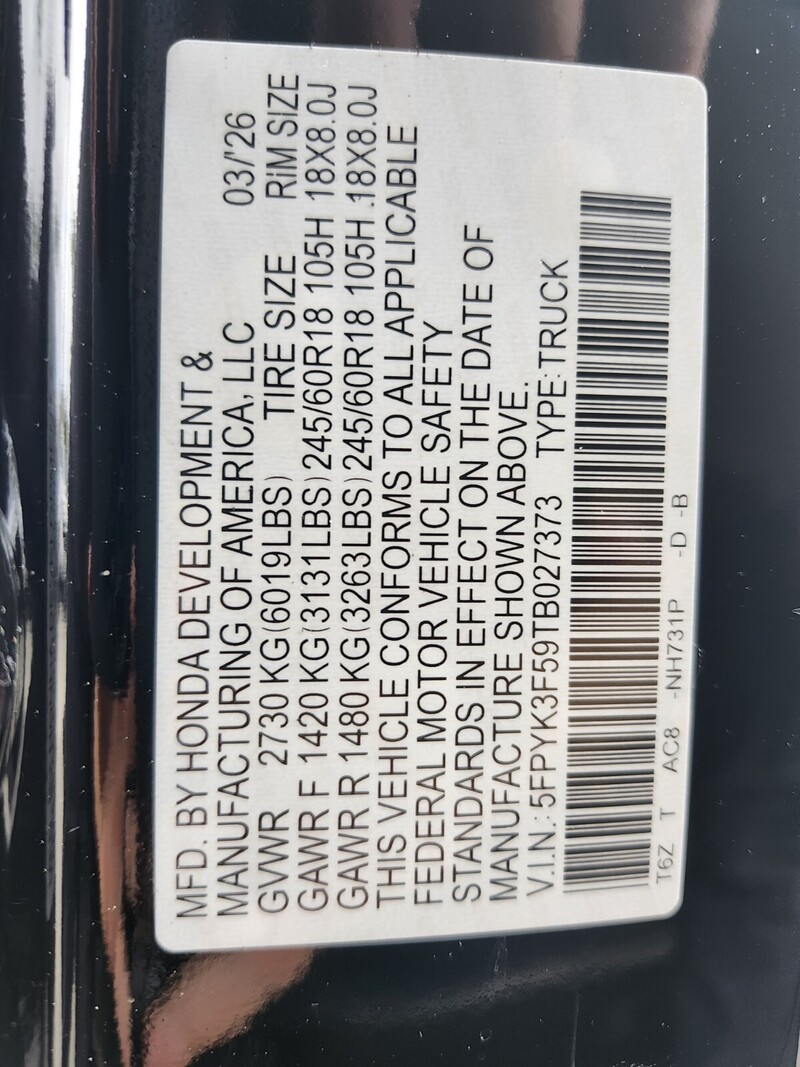 MFD. BY HONDA DEVELOPMENT &
MANUFACTURING OF AMERICA, LLC 03/'26
GVWR 2730 KG(6019LBS) TIRE SIZE RiM SIZE
GAWR F 1420 KG(3131LBS) 245/60R18 105H 18X8.0J
GAWR R 1480 KG(3263LBS) 245/60R18 105H 18X8.0J
THIS VEHICLE CONFORMS TO ALL APPLICABLE
FEDERAL MOTOR VEHICLE SAFETY
STANDARDS IN EFFECT ON THE DATE OF
MANUFACTURE SHOWN ABOVE.
V.I.N.: 5FPYK3F59TB027373 TYPE: TRUCK
T6Z T AC8 -NH731P -D -B